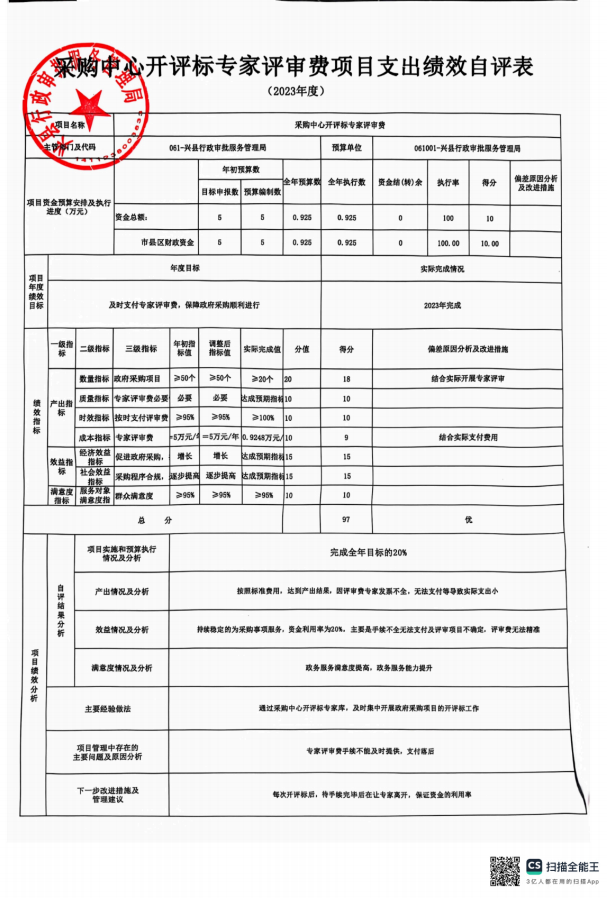 采购中心开评标专家评审费项目支出绩效自评表
（2023年度）
项目名称 采购中心开评标专家评审费
主管部门及代码 061-兴县行政审批服务管理局 预算单位 061001-兴县行政审批服务管理局
项目资金预算安排及执行进度（万元） 年初预算数 全年预算数 全年执行数 资金结(转)余 执行率 得分 偏差原因分析及改进措施
目标申报数 预算编制数
资金总额： 5 5 0.925 0.925 0 100 10
市县区财政资金 5 5 0.925 0.925 0 100.00 10.00
项目年度绩效目标 年度目标 实际完成情况
及时支付专家评审费，保障政府采购顺利进行 2023年完成
绩效指标 一级指标 二级指标 三级指标 年初指标值 调整后指标值 实际完成值 分值 得分 偏差原因分析及改进措施
产出指标 数量指标 政府采购项目 ≥50个 ≥50个 ≥20个 20 18 结合实际开展专家评审
质量指标 专家评审费必要 必要 必要 达成预期指标 10 10
时效指标 按时支付评审费 ≥95% ≥95% ≥100% 10 10
成本指标 专家评审费 =5万元/年 =5万元/年 0.9248万元/ 10 9 结合实际支付费用
效益指标 经济效益指标 促进政府采购， 增长 增长 达成预期指标 15 15
社会效益指标 采购程序合规， 逐步提高 逐步提高 达成预期指标 15 15
满意度指标 服务对象满意度指 群众满意度 ≥95% ≥95% ≥95% 10 10
总 分 97 优
项目绩效分析 自评结果分析 项目实施和预算执行情况及分析 完成全年目标的20%
产出情况及分析 按照标准费用，达到产出结果，因评审费专家发票不全，无法支付等导致实际支出小
效益情况及分析 持续稳定的为采购事项服务，资金利用率为20%，主要是手续不全无法支付及评审项目不确定，评审费无法精准
满意度情况及分析 政务服务满意度提高，政务服务能力提升
主要经验做法 通过采购中心开评标专家库，及时集中开展政府采购项目的开评标工作
项目管理中存在的主要问题及原因分析 专家评审费手续不能及时提供，支付落后
下一步改进措施及管理建议 每次开评标后，待手续完毕后在让专家离开，保证资金的利用率
CS 扫描全能王
3亿人都在用的扫描App